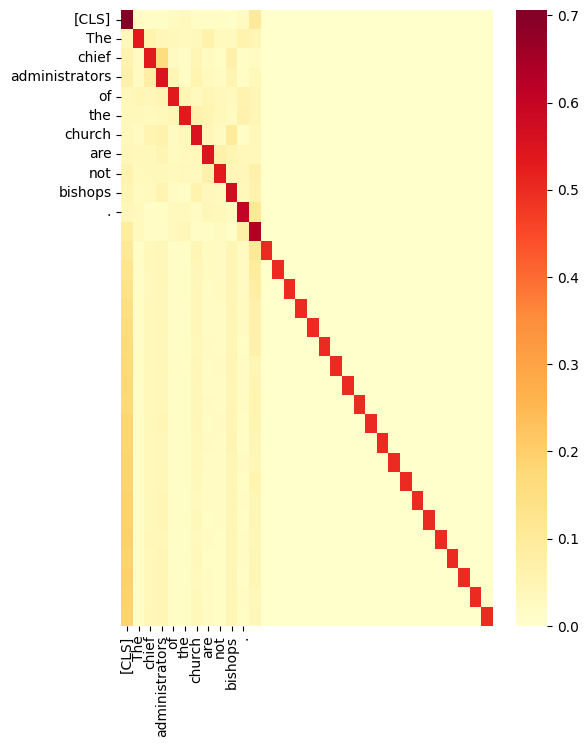 [CLS]
The
chief
administrators
of
the
church
are
not
bishops
.
[CLS]
The
chief
administrators
of
the
church
are
not
bishops
.
0.7
0.6
0.5
0.4
0.3
0.2
0.1
0.0